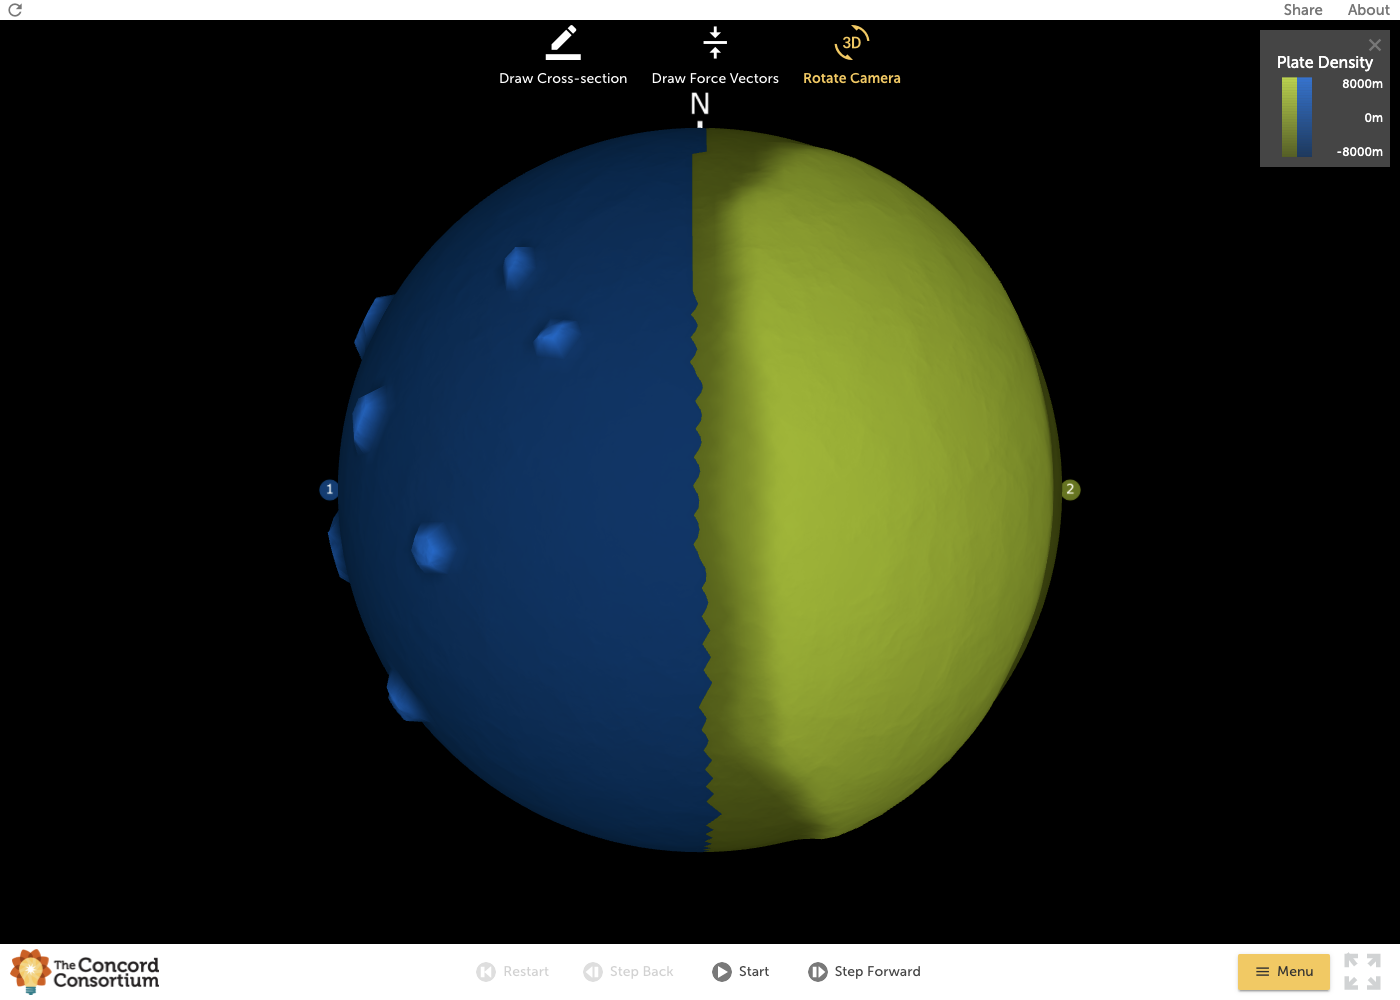 Share
About
Draw Cross-section
Draw Force Vectors
3D
Rotate Camera
Plate Density
8000m
0m
-8000m
N
1
2
The Concord
Consortium
Restart
Step Back
Start
Step Forward
Menu